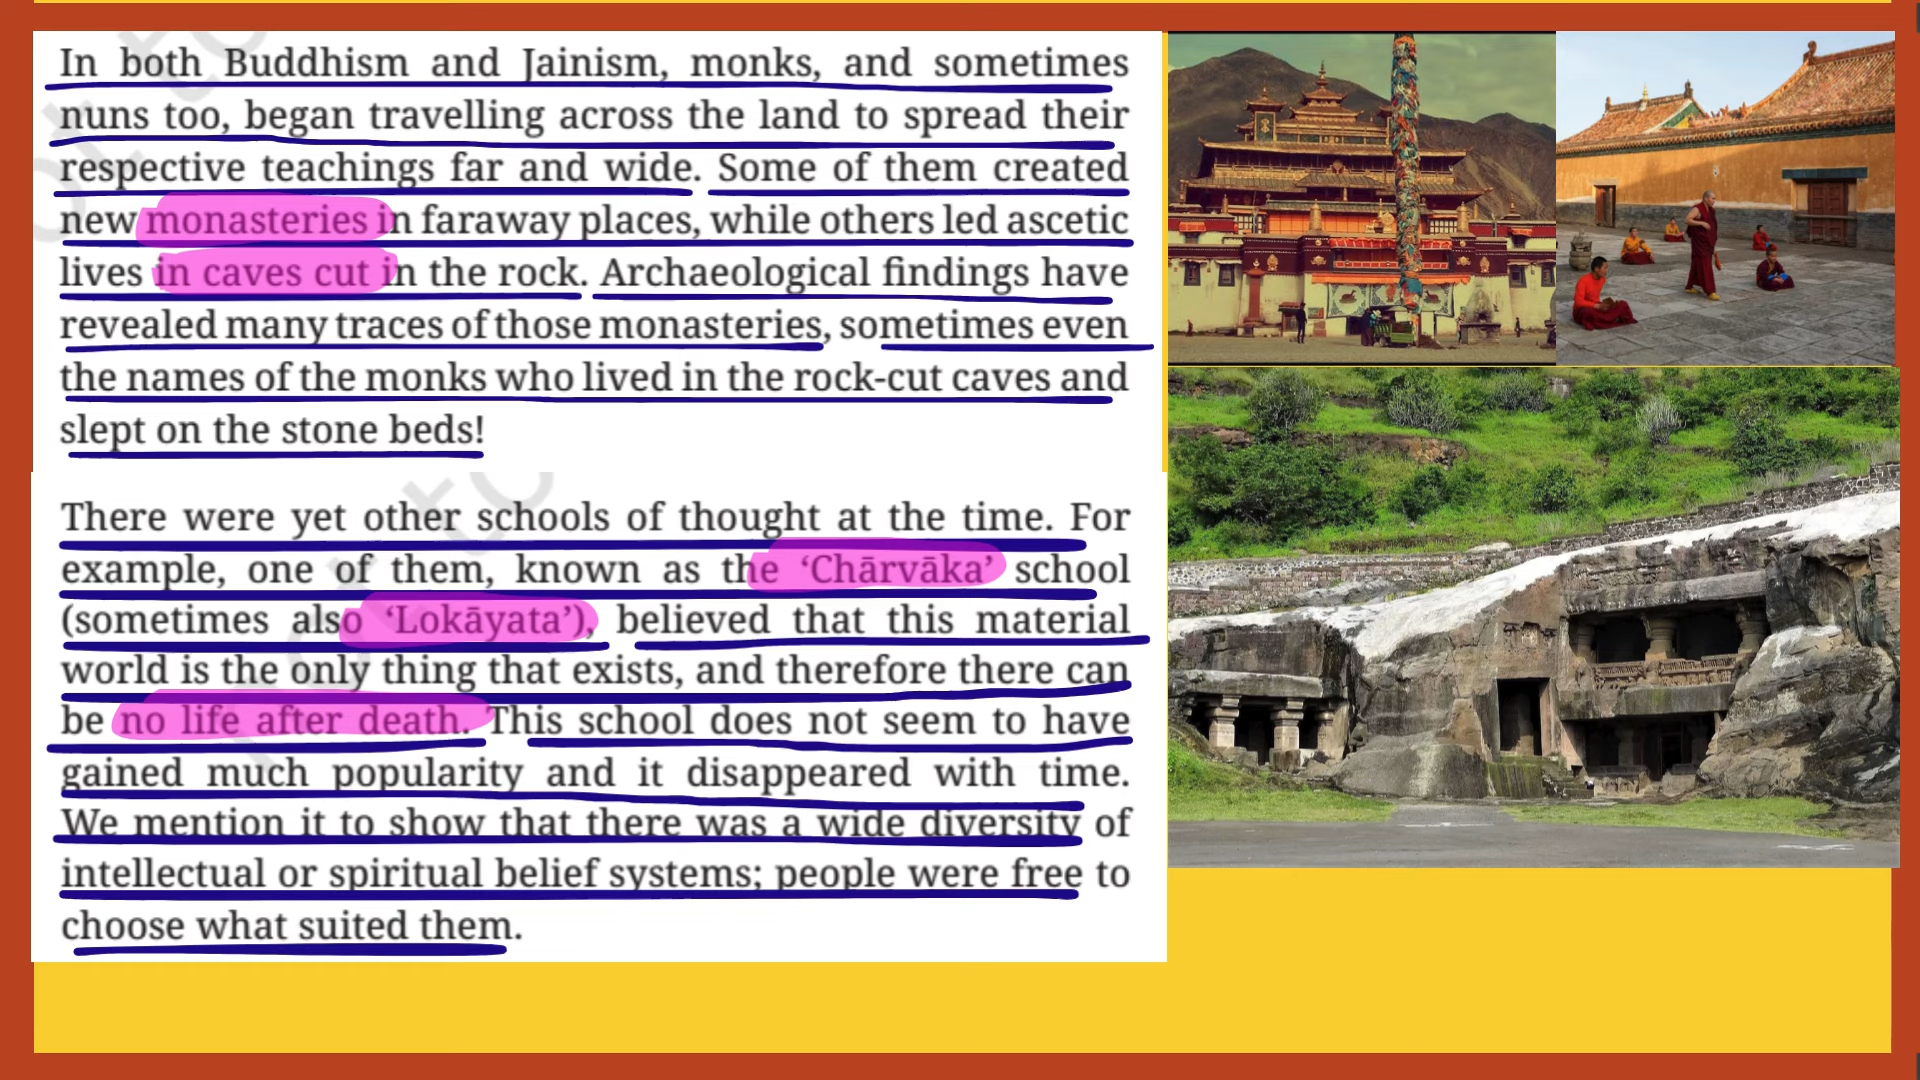 In both Buddhism and Jainism, monks, and sometimes
nuns too, began travelling across the land to spread their
respective teachings far and wide. Some of them created
new monasteries in faraway places, while others led ascetic
lives in caves cut in the rock. Archaeological findings have
revealed many traces of those monasteries, sometimes even
the names of the monks who lived in the rock-cut caves and
slept on the stone beds!
There were yet other schools of thought at the time. For
example, one of them, known as the ‘Chārvāka’ school
(sometimes also ‘Lokāyata’), believed that this material
world is the only thing that exists, and therefore there can
be no life after death. This school does not seem to have
gained much popularity and it disappeared with time.
We mention it to show that there was a wide diversity of
intellectual or spiritual belief systems; people were free to
choose what suited them.